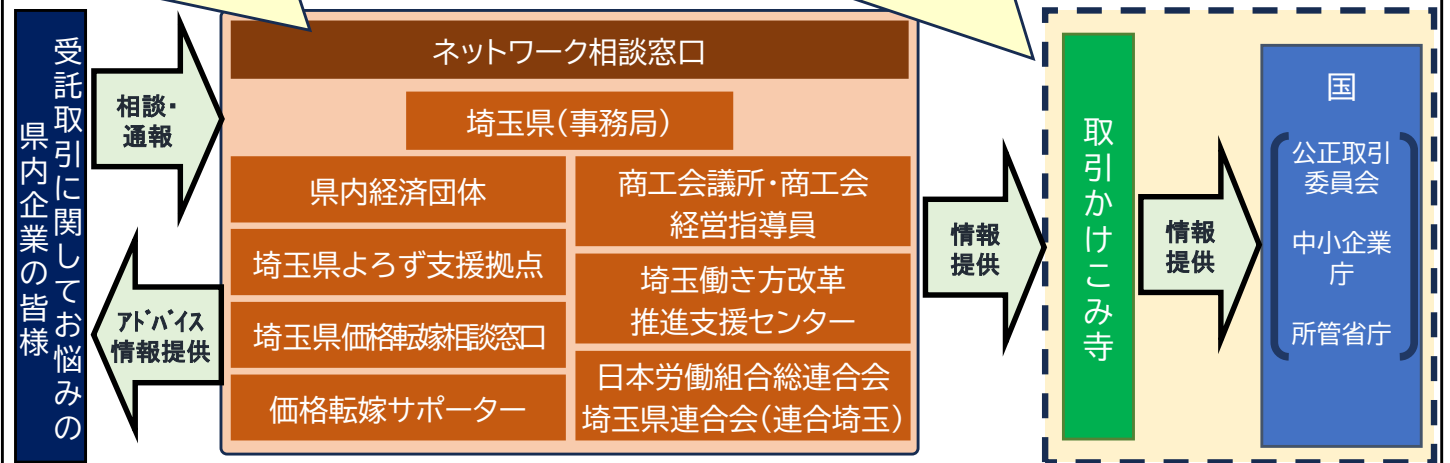 受託取引に関してお悩みの
県内企業の皆様
相談・
通報
アドバイス
情報提供
ネットワーク相談窓口
埼玉県(事務局)
県内経済団体
埼玉県よろず支援拠点
埼玉県価格転嫁相談窓口
価格転嫁サポーター
商工会議所・商工会
経営指導員
埼玉働き方改革
推進支援センター
日本労働組合総連合会
埼玉県連合会(連合埼玉)
情報
提供
取引かけこみ寺
情報
提供
国
公正取引
委員会
中小企業
庁
所管省庁